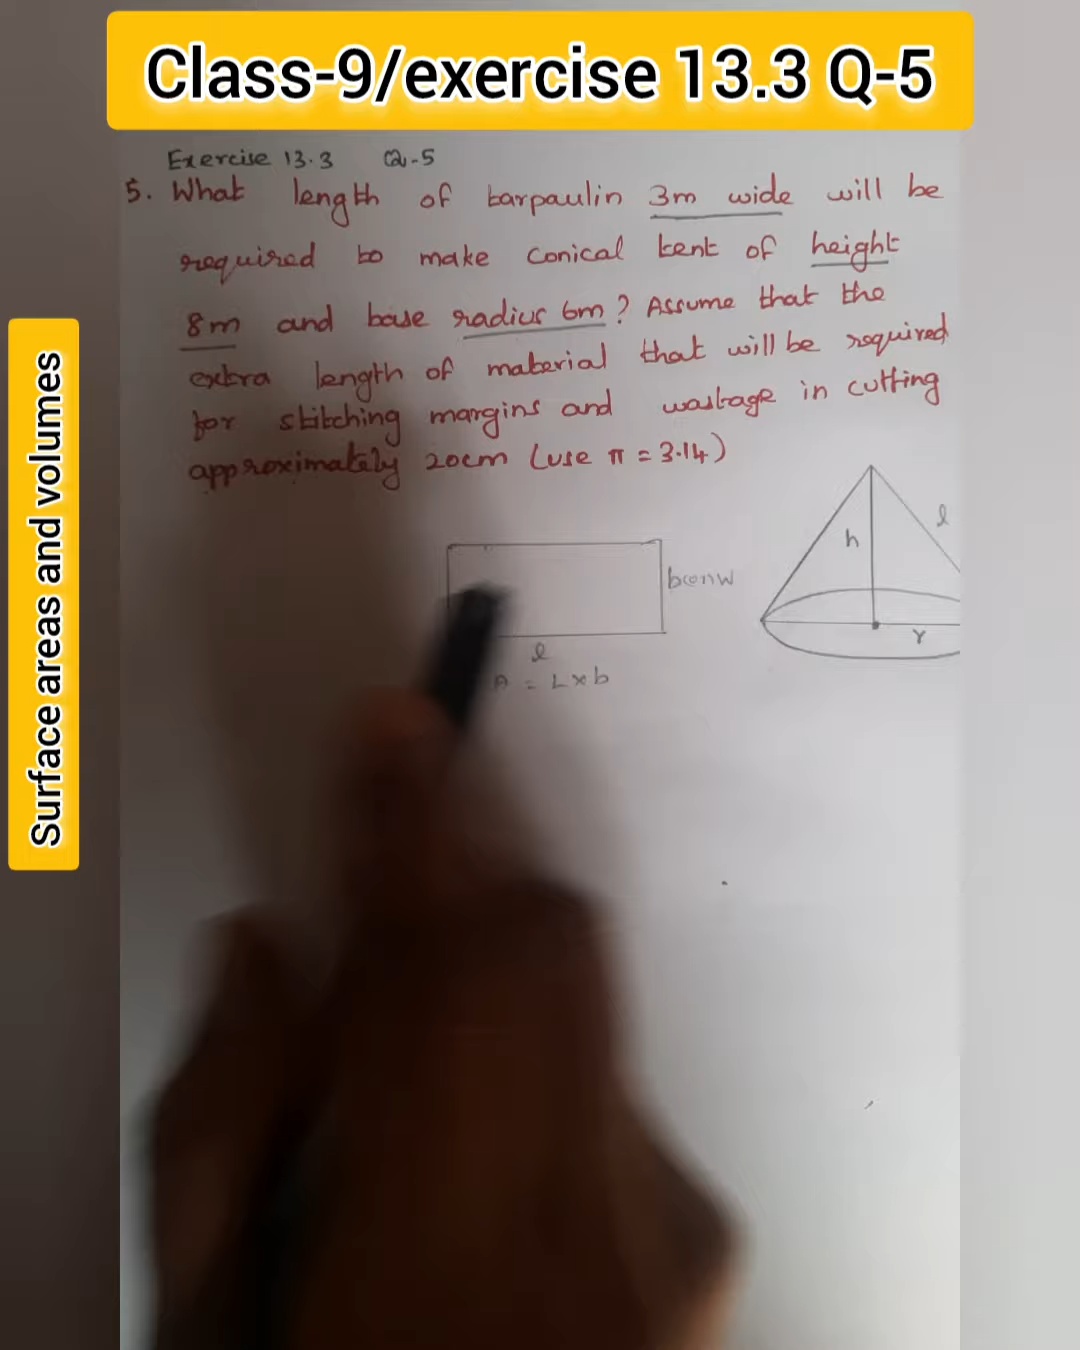 Class-9/exercise 13.3 Q-5
Exercise 13.3 Q-5
5. What length of tarpaulin 3m wide will be
required to make conical tent of height
8m and base radius 6m? Assume that the
extra length of material that will be required
for stitching margins and wastage in cutting
approximately 20cm (use π = 3.14)
Surface areas and volumes
h
l
b(or)w
r
l
A = L×b